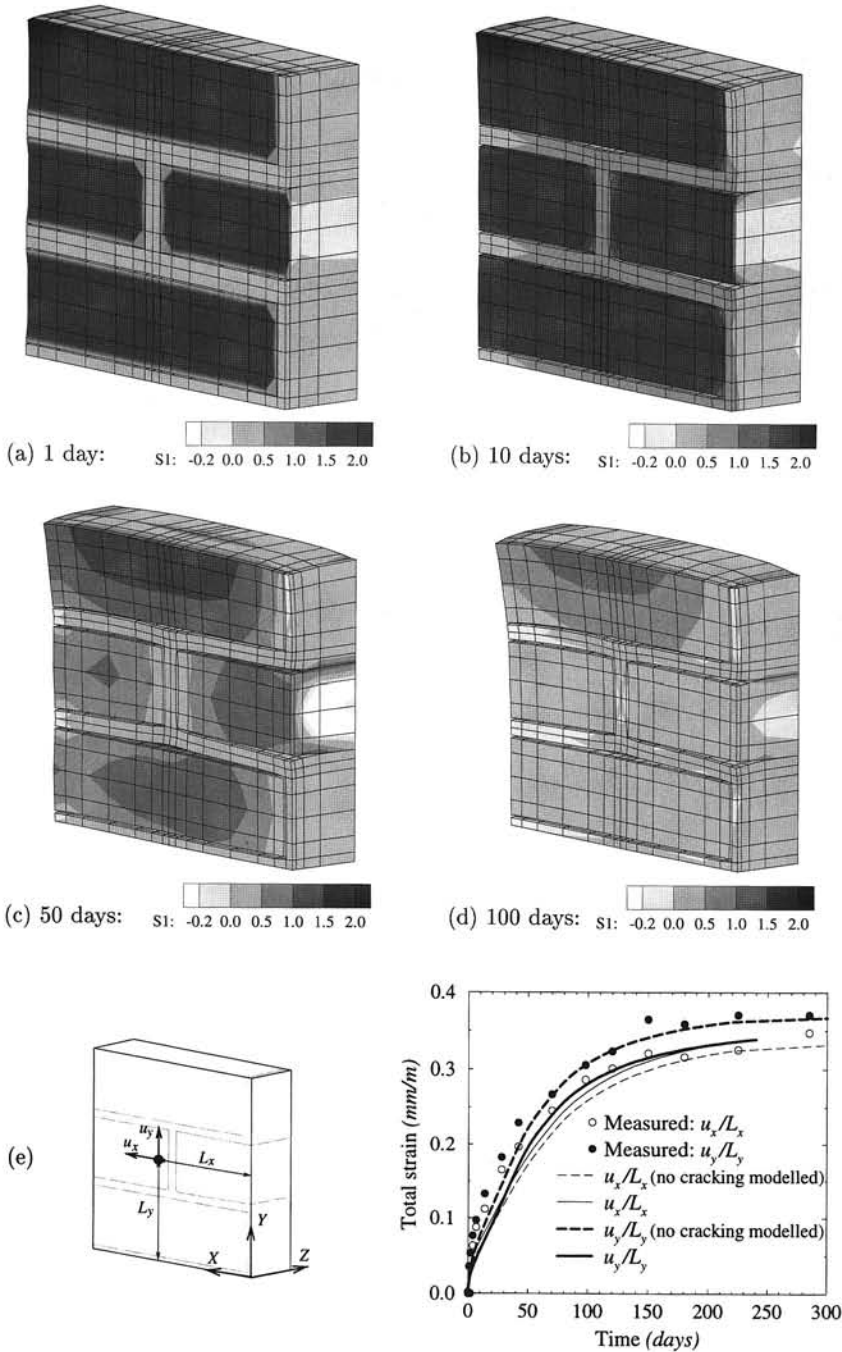 (a) 1 day:
S1: -0.2 0.0 0.5 1.0 1.5 2.0
(b) 10 days:
S1: -0.2 0.0 0.5 1.0 1.5 2.0
(c) 50 days:
S1: -0.2 0.0 0.5 1.0 1.5 2.0
(d) 100 days:
S1: -0.2 0.0 0.5 1.0 1.5 2.0
(e)
u_y
u_x
L_x
L_y
Y
X
Z
Total strain (mm/m)
0.4
0.3
0.2
0.1
0.0
Measured: u_x/L_x
Measured: u_y/L_y
u_x/L_x (no cracking modelled)
u_x/L_x
u_y/L_y (no cracking modelled)
u_y/L_y
0 50 100 150 200 250 300
Time (days)